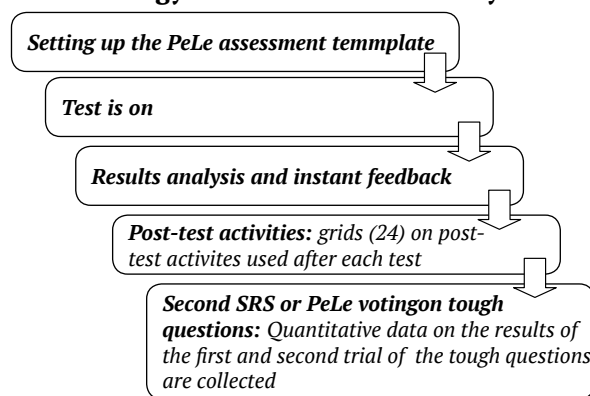 Setting up the PeLe assessment temmplate
Test is on
Results analysis and instant feedback
Post-test activities: grids (24) on post-
test activites used after each test
Second SRS or PeLe votingon tough
questions: Quantitative data on the results of
the first and second trial of the tough questions
are collected